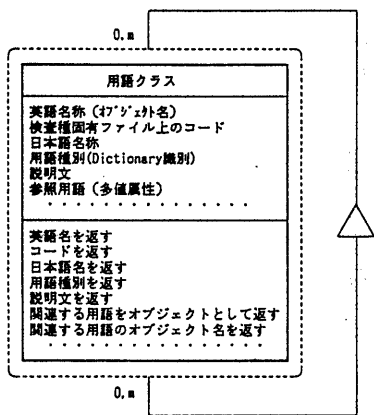 0,m
用語クラス
英語名称(オブジェクト名)
検査種固有ファイル上のコード
日本語名称
用語種別(Dictionary識別)
説明文
参照用語(多値属性)
・・・・・・・・・・・・・・・
英語名を返す
コードを返す
日本語名を返す
用語種別を返す
説明文を返す
関連する用語をオブジェクトとして返す
関連する用語のオブジェクト名を返す
・・・・・・・・・・・・・・・・
0,m